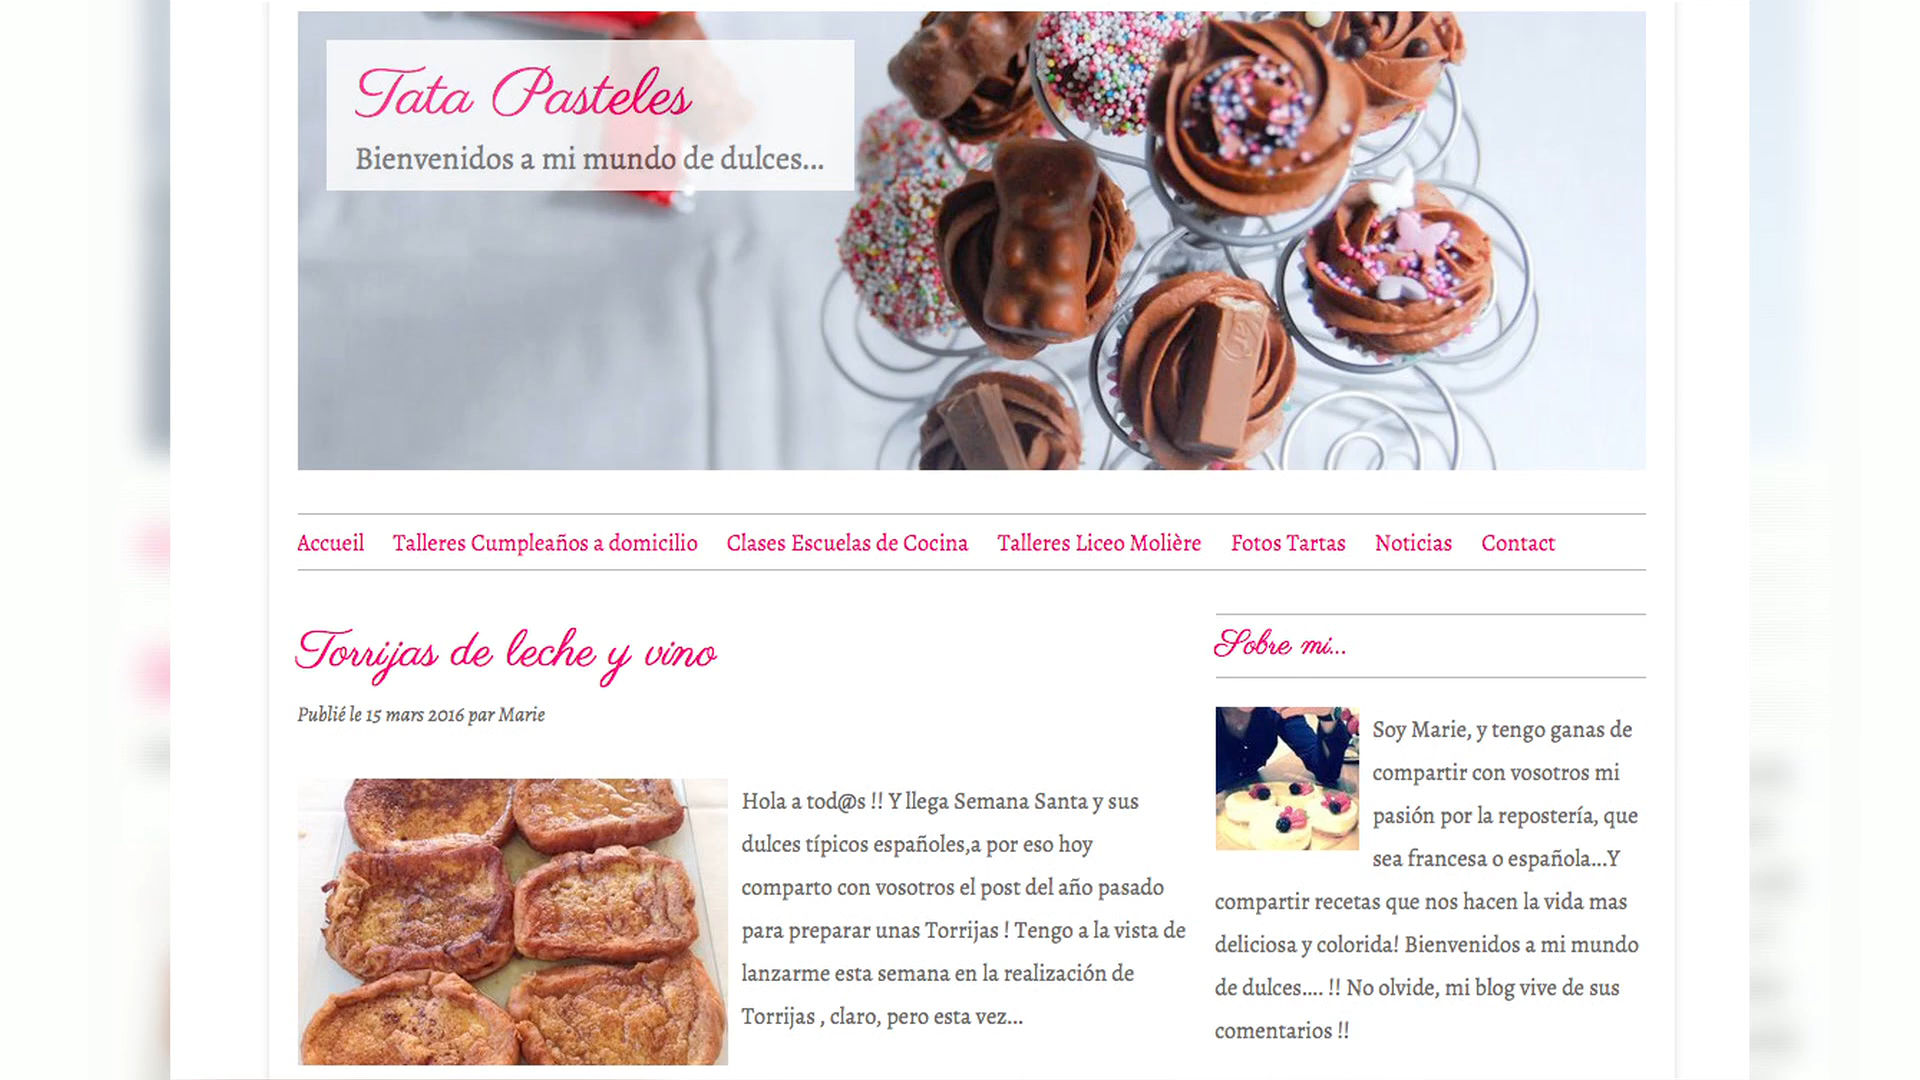 Tata Pasteles
Bienvenidos a mi mundo de dulces...
Accueil Talleres Cumpleaños a domicilio Clases Escuelas de Cocina Talleres Liceo Molière Fotos Tartas Noticias Contact
Torrijas de leche y vino
Publié le 15 mars 2016 par Marie
Hola a tod@s !! Y llega Semana Santa y sus
dulces típicos españoles,a por eso hoy
comparto con vosotros el post del año pasado
para preparar unas Torrijas ! Tengo a la vista de
lanzarme esta semana en la realización de
Torrijas , claro, pero esta vez...
Sobre mi...
Soy Marie, y tengo ganas de
compartir con vosotros mi
pasión por la repostería, que
sea francesa o española...Y
compartir recetas que nos hacen la vida mas
deliciosa y colorida! Bienvenidos a mi mundo
de dulces.... !! No olvide, mi blog vive de sus
comentarios !!